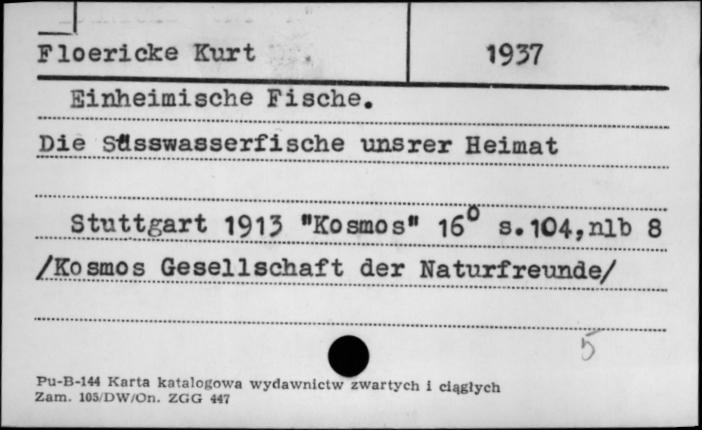 Floericke Kurt 1937
Einheimische Fische.
Die Süsswasserfische unsrer Heimat
Stuttgart 1913 "Kosmos" 16⁰ s.104,nlb 8
/Kosmos Gesellschaft der Naturfreunde/
5
Pu-B-144 Karta katalogowa wydawnictw zwartych i ciągłych
Zam. 105/DW/On. ZGG 447